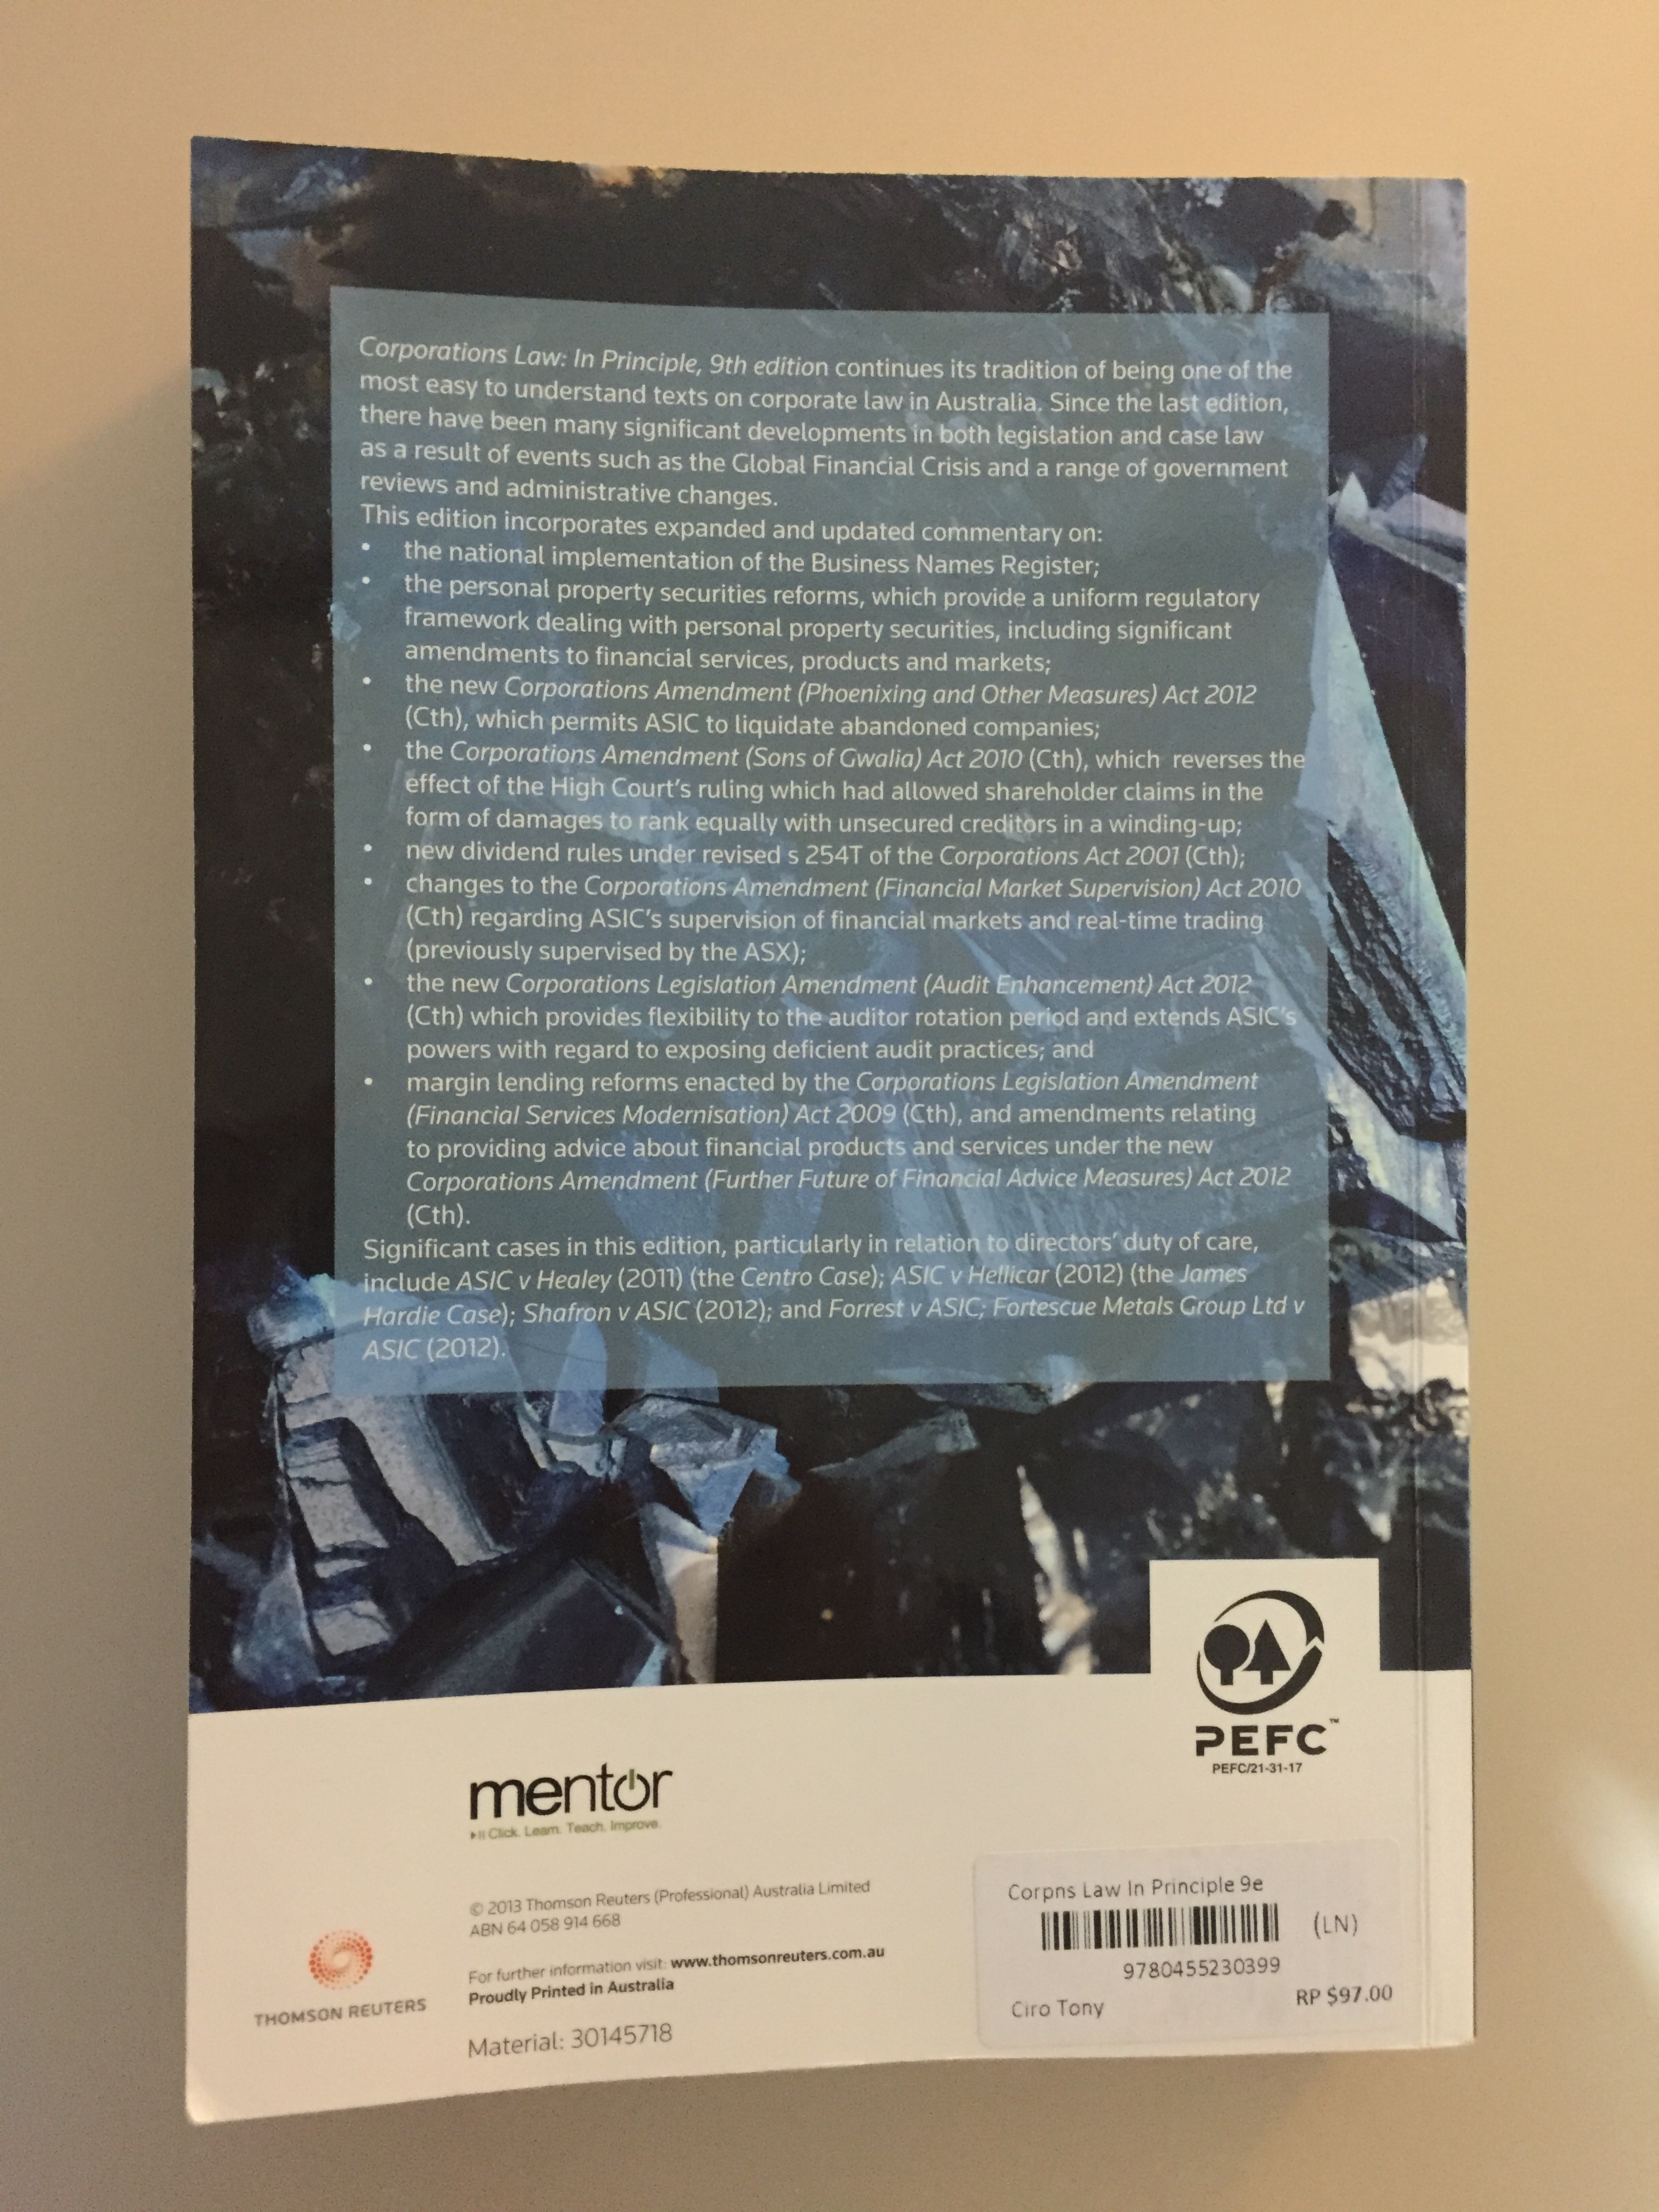 Corporations Law: In Principle, 9th edition continues its tradition of being one of the
most easy to understand texts on corporate law in Australia. Since the last edition,
there have been many significant developments in both legislation and case law
as a result of events such as the Global Financial Crisis and a range of government
reviews and administrative changes.
This edition incorporates expanded and updated commentary on:
• the national implementation of the Business Names Register;
• the personal property securities reforms, which provide a uniform regulatory
framework dealing with personal property securities, including significant
amendments to financial services, products and markets;
• the new Corporations Amendment (Phoenixing and Other Measures) Act 2012
(Cth), which permits ASIC to liquidate abandoned companies;
• the Corporations Amendment (Sons of Gwalia) Act 2010 (Cth), which reverses the
effect of the High Court's ruling which had allowed shareholder claims in the
form of damages to rank equally with unsecured creditors in a winding-up;
• new dividend rules under revised s 254T of the Corporations Act 2001 (Cth);
• changes to the Corporations Amendment (Financial Market Supervision) Act 2010
(Cth) regarding ASIC's supervision of financial markets and real-time trading
(previously supervised by the ASX);
• the new Corporations Legislation Amendment (Audit Enhancement) Act 2012
(Cth) which provides flexibility to the auditor rotation period and extends ASIC's
powers with regard to exposing deficient audit practices; and
• margin lending reforms enacted by the Corporations Legislation Amendment
(Financial Services Modernisation) Act 2009 (Cth), and amendments relating
to providing advice about financial products and services under the new
Corporations Amendment (Further Future of Financial Advice Measures) Act 2012
(Cth).
Significant cases in this edition, particularly in relation to directors' duty of care,
include ASIC v Healey (2011) (the Centro Case); ASIC v Hellicar (2012) (the James
Hardie Case); Shafron v ASIC (2012); and Forrest v ASIC; Fortescue Metals Group Ltd v
ASIC (2012).
PEFC™
PEFC/21-31-17
mentor
Click. Learn. Teach. Improve.
© 2013 Thomson Reuters (Professional) Australia Limited
ABN 64 058 914 668
For further information visit: www.thomsonreuters.com.au
Proudly Printed in Australia
Material: 30145718
THOMSON REUTERS
Corpns Law In Principle 9e
(LN)
9780455230399
Ciro Tony RP $97.00